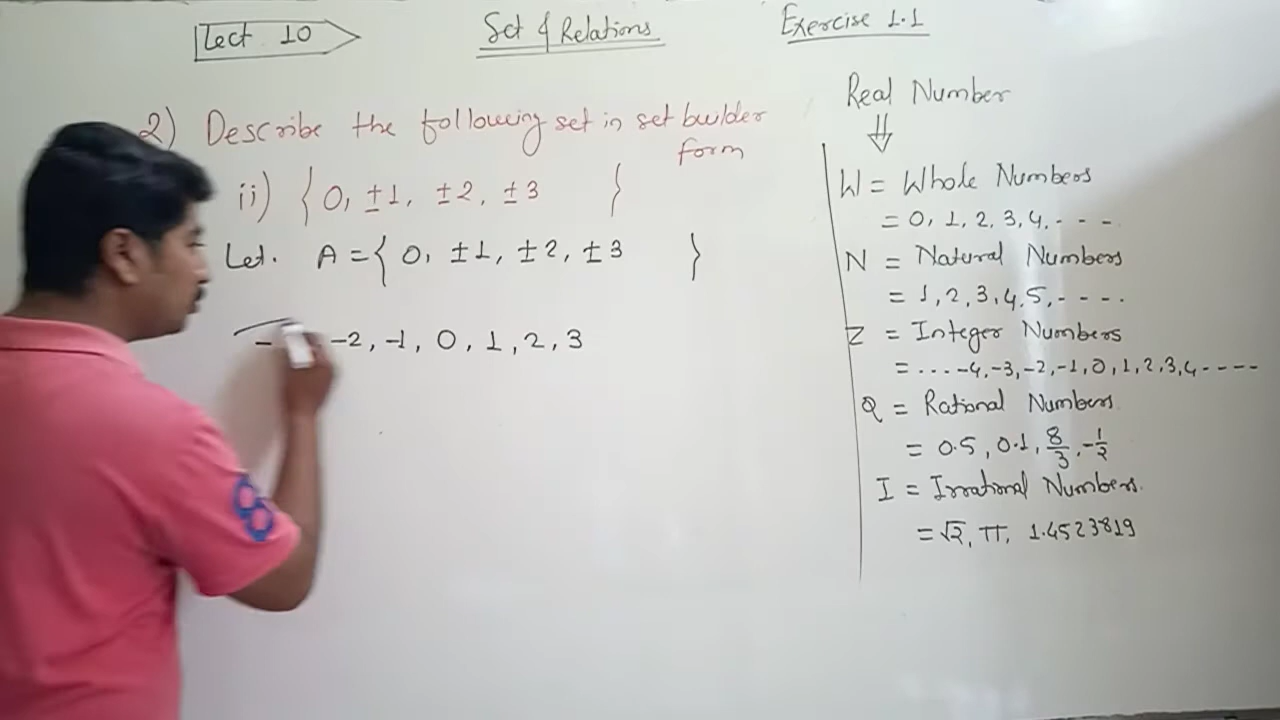 Lect 10
Set & Relations
Exercise 1.1
2) Describe the following set in set builder
form
ii) { 0, ±1, ±2, ±3 }
Let. A = { 0, ±1, ±2, ±3 }
-2, -1, 0, 1, 2, 3
Real Number
⇓
W = Whole Numbers
= 0, 1, 2, 3, 4, - - -
N = Natural Numbers
= 1, 2, 3, 4, 5, - - - -
Z = Integer Numbers
= ... -4, -3, -2, -1, 0, 1, 2, 3, 4 - - - -
Q = Rational Numbers
= 0.5, 0.1, 8/3, -1/2
I = Irrational Numbers.
= √2, π, 1.4523819